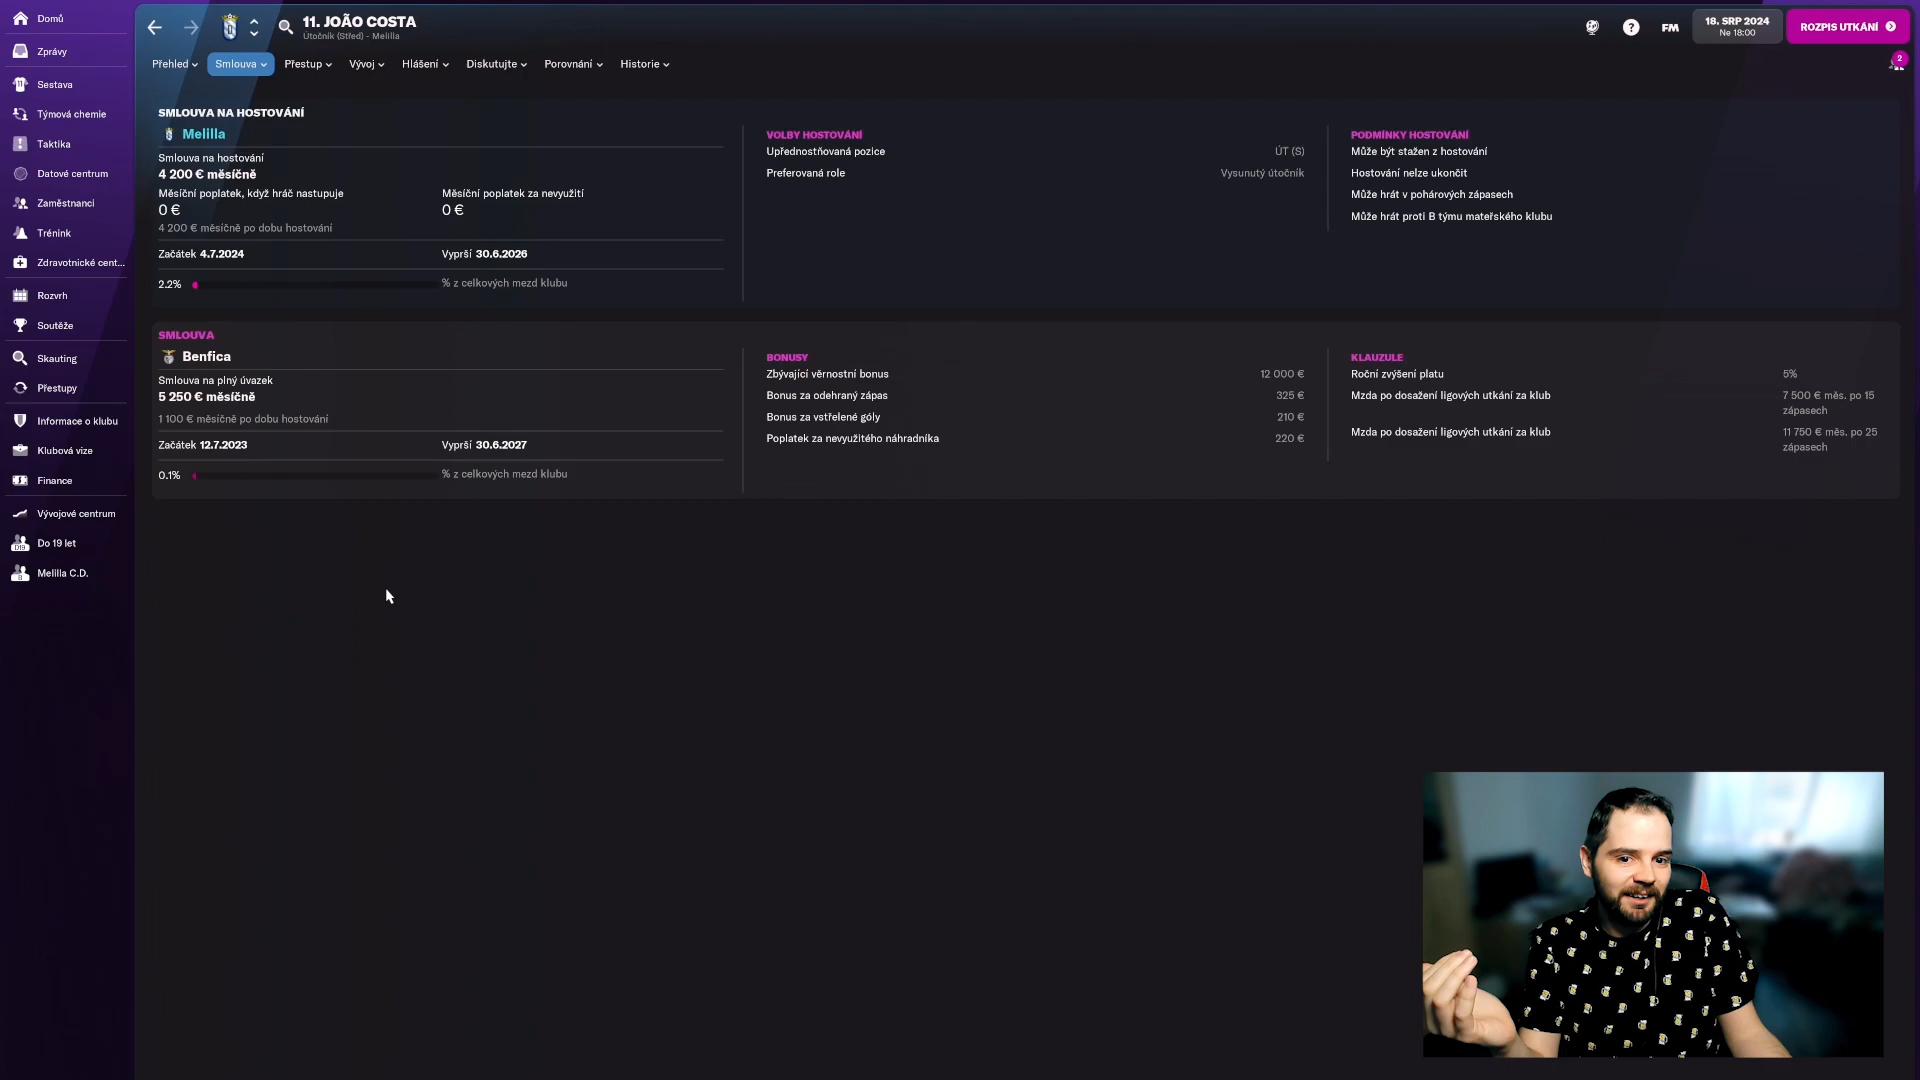 Domů
Zprávy
Sestava
Týmová chemie
Taktika
Datové centrum
Zaměstnanci
Trénink
Zdravotnické cent...
Rozvrh
Soutěže
Skauting
Přestupy
Informace o klubu
Klubová vize
Finance
Vývojové centrum
Do 19 let
Melilla C.D.
11. JOÃO COSTA
Útočník (Střed) - Melilla
FM
18. SRP 2024
Ne 18:00
ROZPIS UTKÁNÍ
Přehled
Smlouva
Přestup
Vývoj
Hlášení
Diskutujte
Porovnání
Historie
2
SMLOUVA NA HOSTOVÁNÍ
Melilla
Smlouva na hostování
4 200 € měsíčně
Měsíční poplatek, když hráč nastupuje
Měsíční poplatek za nevyužití
0 €
0 €
4 200 € měsíčně po dobu hostování
Začátek 4.7.2024
Vyprší 30.6.2026
2.2%
% z celkových mezd klubu
VOLBY HOSTOVÁNÍ
Upřednostňovaná pozice
ÚT (S)
Preferovaná role
Vysunutý útočník
PODMÍNKY HOSTOVÁNÍ
Může být stažen z hostování
Hostování nelze ukončit
Může hrát v pohárových zápasech
Může hrát proti B týmu mateřského klubu
SMLOUVA
Benfica
Smlouva na plný úvazek
5 250 € měsíčně
1 100 € měsíčně po dobu hostování
Začátek 12.7.2023
Vyprší 30.6.2027
0.1%
% z celkových mezd klubu
BONUSY
Zbývající věrnostní bonus
12 000 €
Bonus za odehraný zápas
325 €
Bonus za vstřelené góly
210 €
Poplatek za nevyužitého náhradníka
220 €
KLAUZULE
Roční zvýšení platu
5%
Mzda po dosažení ligových utkání za klub
7 500 € měs. po 15
zápasech
Mzda po dosažení ligových utkání za klub
11 750 € měs. po 25
zápasech